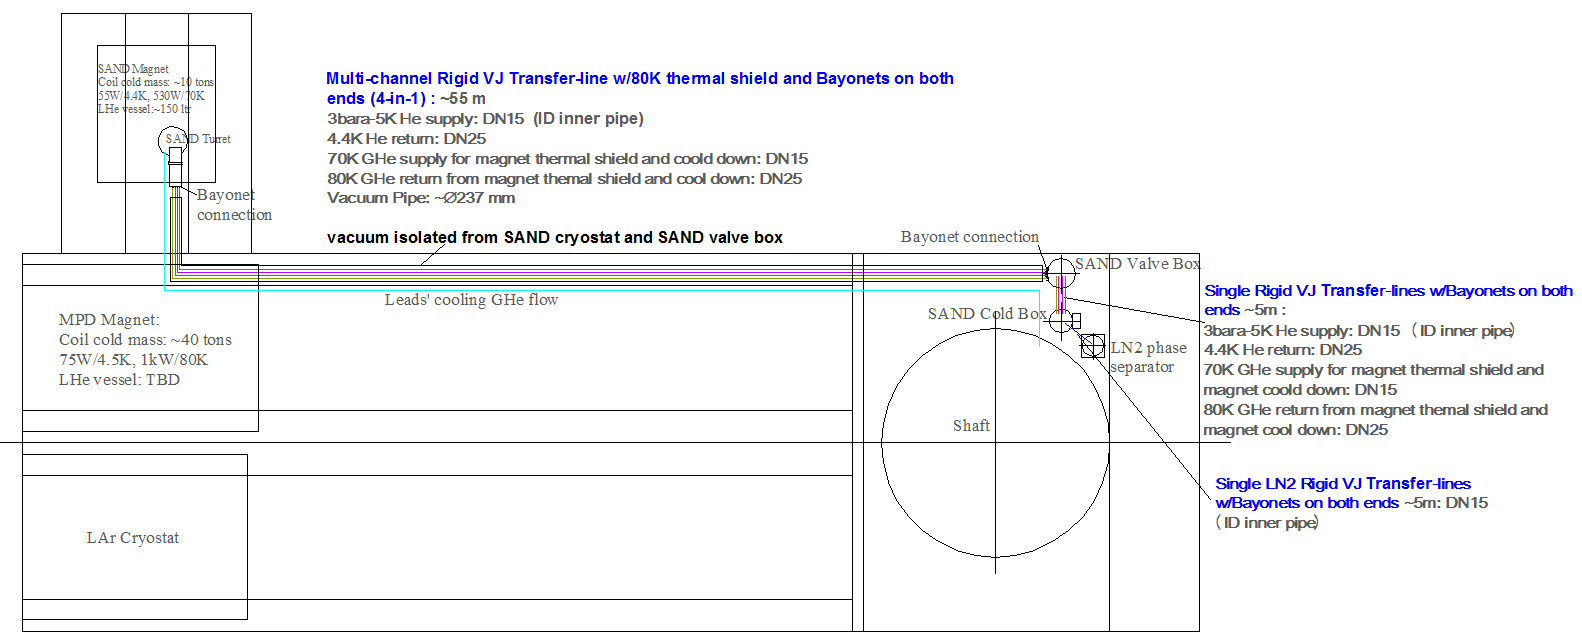 SAND Magnet
Coil cold mass: ~10 tons
55W/4.4K, 530W/70K
LHe vessel:~150 ltr
SAND Turret
Bayonet
connection
Multi-channel Rigid VJ Transfer-line w/80K thermal shield and Bayonets on both
ends (4-in-1) : ~55 m
3bara-5K He supply: DN15 (ID inner pipe)
4.4K He return: DN25
70K GHe supply for magnet thermal shield and coold down: DN15
80K GHe return from magnet themal shield and cool down: DN25
Vacuum Pipe: ~Ø237 mm
vacuum isolated from SAND cryostat and SAND valve box
Bayonet connection
SAND Valve Box
Leads' cooling GHe flow
SAND Cold Box
LN2 phase
separator
MPD Magnet:
Coil cold mass: ~40 tons
75W/4.5K, 1kW/80K
LHe vessel: TBD
Single Rigid VJ Transfer-lines w/Bayonets on both
ends ~5m :
3bara-5K He supply: DN15 ( ID inner pipe)
4.4K He return: DN25
70K GHe supply for magnet thermal shield and
magnet coold down: DN15
80K GHe return from magnet themal shield and
magnet cool down: DN25
Shaft
Single LN2 Rigid VJ Transfer-lines
w/Bayonets on both ends ~5m: DN15
( ID inner pipe)
LAr Cryostat